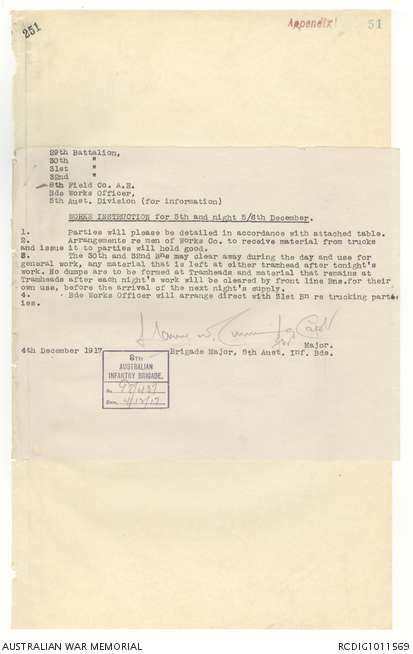 251
Appendix 1
51
29th Battalion,
30th "
31st "
32nd "
8th Field Co. A.E.
Bde Works Officer,
5th Aust. Division (for information)
WORKS INSTRUCTION for 5th and night 5/6th December.
1. Parties will please be detailed in accordance with attached table.
2. Arrangements re men of Works Co. to receive material from trucks
and issue it to parties will hold good.
3. The 30th and 32nd Bns may clear away during the day and use for
general work, any material that is left at either tramhead after tonight's
work. No dumps are to be formed at Tramheads and material that remains at
Tramheads after each night's work will be cleared by front line Bns.for their
own use, before the arrival of the next night's supply.
4. Bde Works Officer will arrange direct with 31st Bn re trucking part-
ies.
Major.
4th December 1917 Brigade Major, 8th Aust. Inf. Bde.
8TH
AUSTRALIAN
INFANTRY BRIGADE.
No.
Date. 4/12/17
AUSTRALIAN WAR MEMORIAL
RCDIG1011569